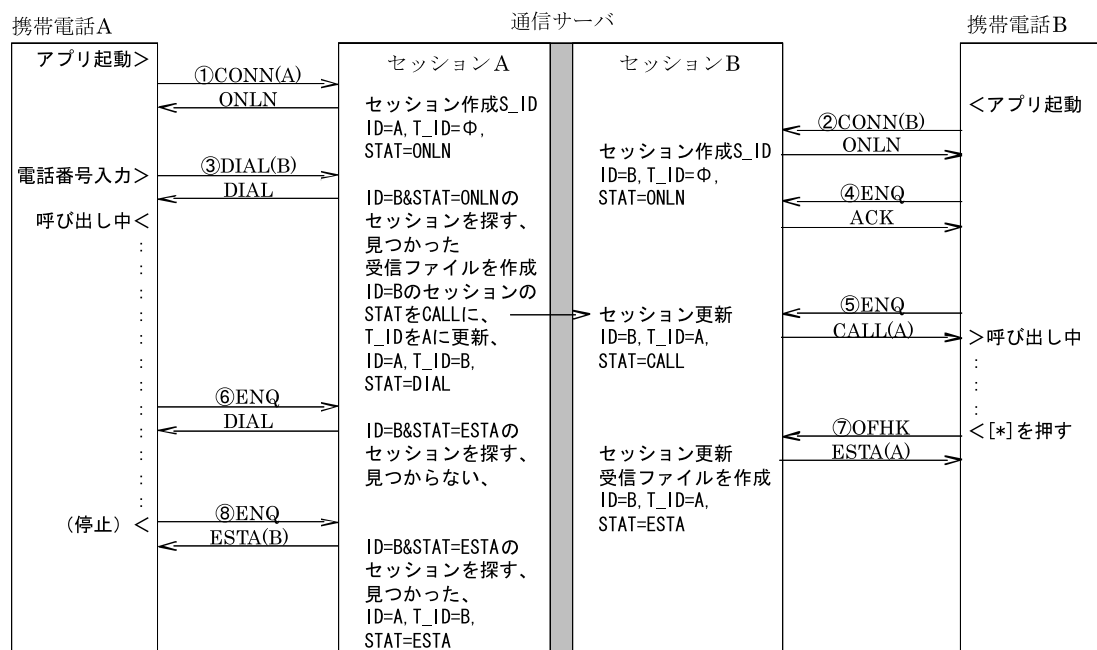 通信サーバ
携帯電話A
携帯電話B
セッションA
セッションB
アプリ起動>
①CONN(A)
ONLN
セッション作成S_ID
ID=A,T_ID=Φ,
STAT=ONLN
<アプリ起動
②CONN(B)
ONLN
セッション作成S_ID
ID=B,T_ID=Φ,
STAT=ONLN
電話番号入力>
③DIAL(B)
DIAL
呼び出し中<
:
:
:
:
:
:
:
:
:
:
:
:
ID=B&STAT=ONLNの
セッションを探す、
見つかった
受信ファイルを作成
ID=Bのセッションの
STATをCALLに、
T_IDをAに更新、
ID=A,T_ID=B,
STAT=DIAL
④ENQ
ACK
⑤ENQ
CALL(A)
>呼び出し中
:
:
:
セッション更新
ID=B,T_ID=A,
STAT=CALL
⑥ENQ
DIAL
ID=B&STAT=ESTAの
セッションを探す、
見つからない、
⑦OFHK
ESTA(A)
<[*]を押す
セッション更新
受信ファイルを作成
ID=B,T_ID=A,
STAT=ESTA
(停止)<
⑧ENQ
ESTA(B)
ID=B&STAT=ESTAの
セッションを探す、
見つかった、
ID=A,T_ID=B,
STAT=ESTA